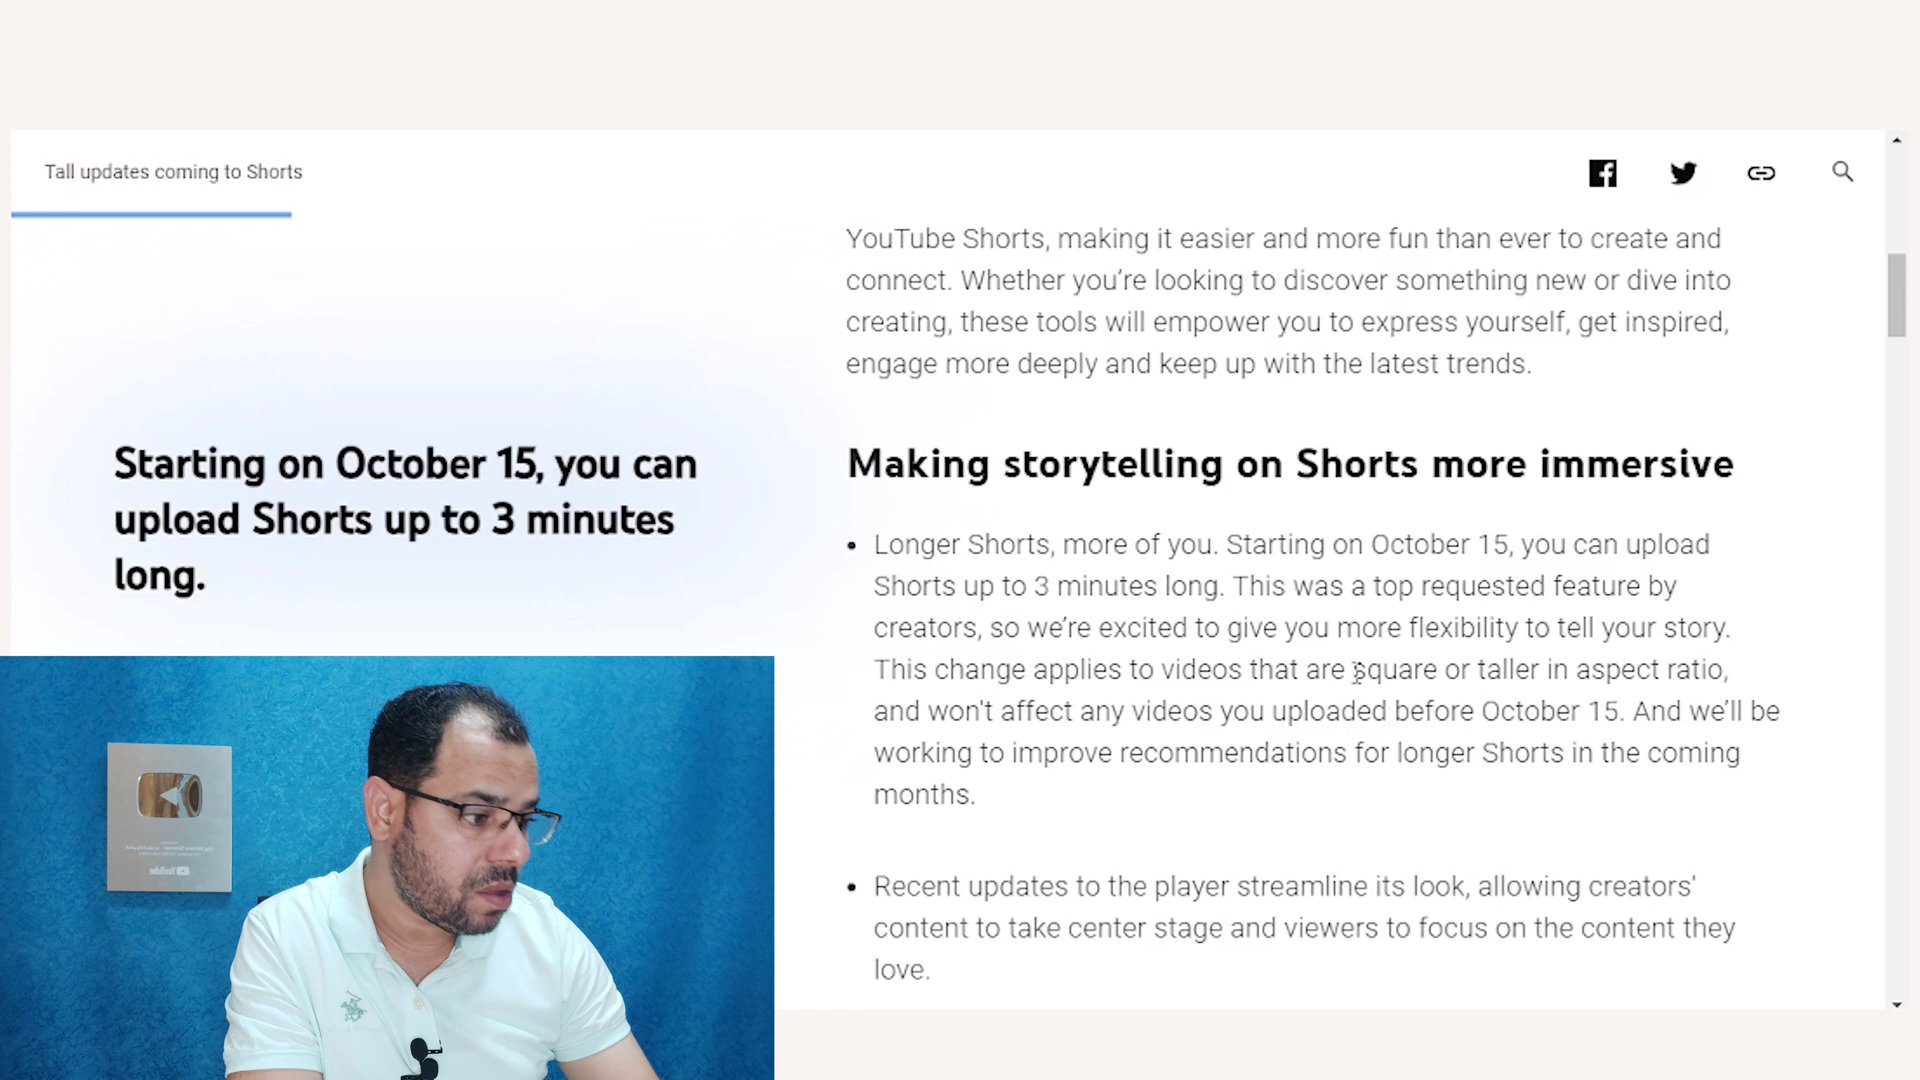 Tall updates coming to Shorts
YouTube Shorts, making it easier and more fun than ever to create and
connect. Whether you’re looking to discover something new or dive into
creating, these tools will empower you to express yourself, get inspired,
engage more deeply and keep up with the latest trends.
Starting on October 15, you can
upload Shorts up to 3 minutes
long.
Making storytelling on Shorts more immersive
• Longer Shorts, more of you. Starting on October 15, you can upload
Shorts up to 3 minutes long. This was a top requested feature by
creators, so we’re excited to give you more flexibility to tell your story.
This change applies to videos that are square or taller in aspect ratio,
and won't affect any videos you uploaded before October 15. And we’ll be
working to improve recommendations for longer Shorts in the coming
months.
• Recent updates to the player streamline its look, allowing creators'
content to take center stage and viewers to focus on the content they
love.
YouTube